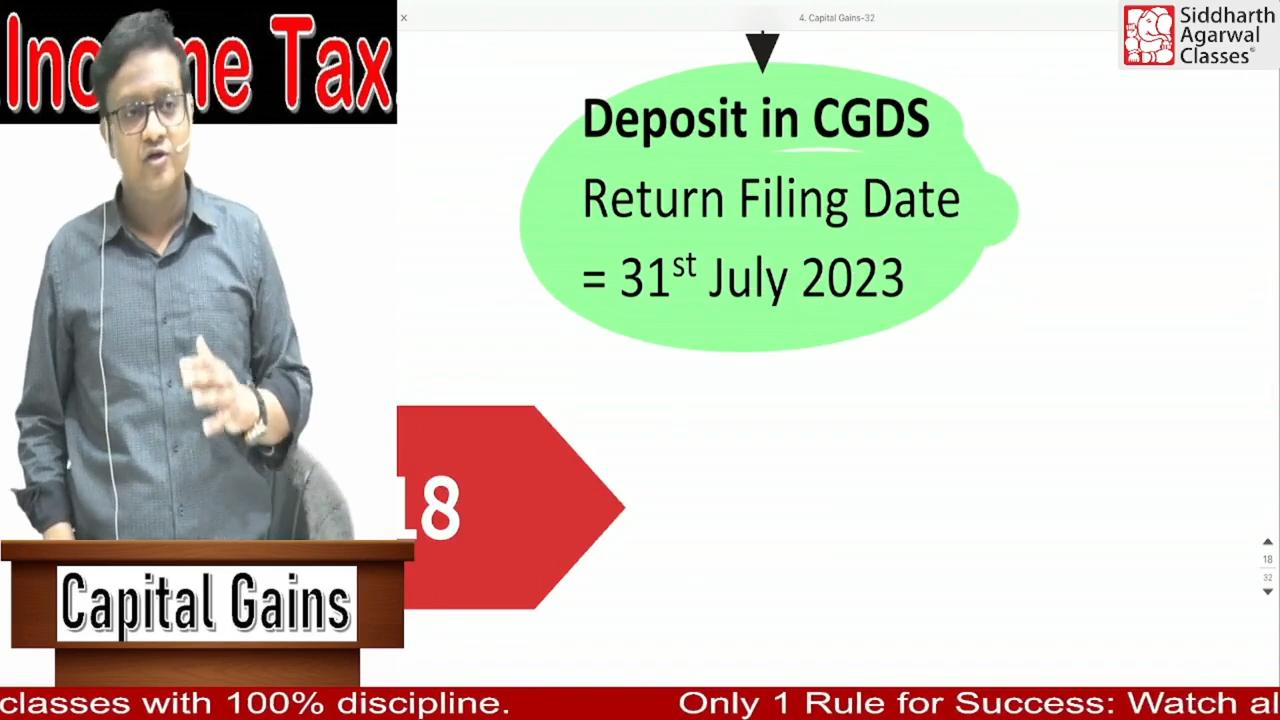 Income Tax
4. Capital Gains-32
Siddharth
Agarwal
Classes®
Deposit in CGDS
Return Filing Date
= 31st July 2023
18
18
32
Capital Gains
classes with 100% discipline.
Only 1 Rule for Success: Watch al